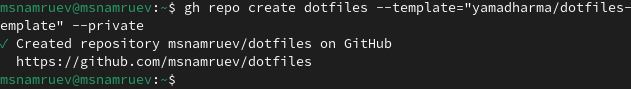 msnamruev@msnamruev:~$ gh repo create dotfiles --template="yamadharma/dotfiles-
emplate" --private
✓ Created repository msnamruev/dotfiles on GitHub
  https://github.com/msnamruev/dotfiles
msnamruev@msnamruev:~$